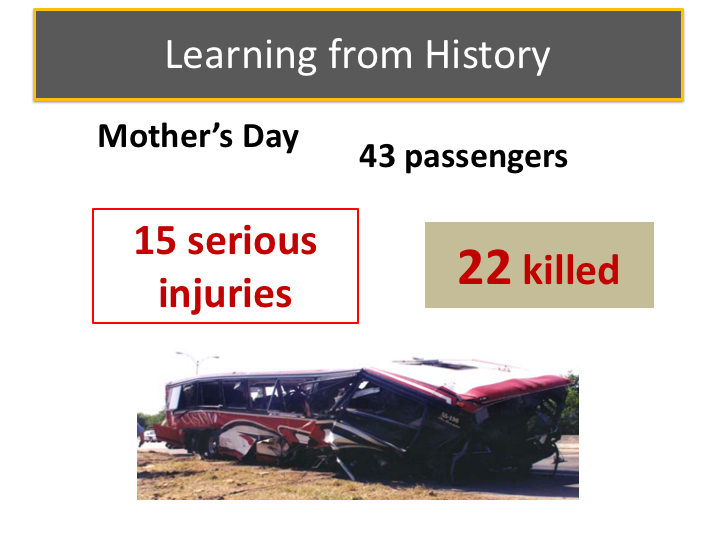 Learning from History
Mother's Day
43 passengers
15 serious
injuries
22 killed